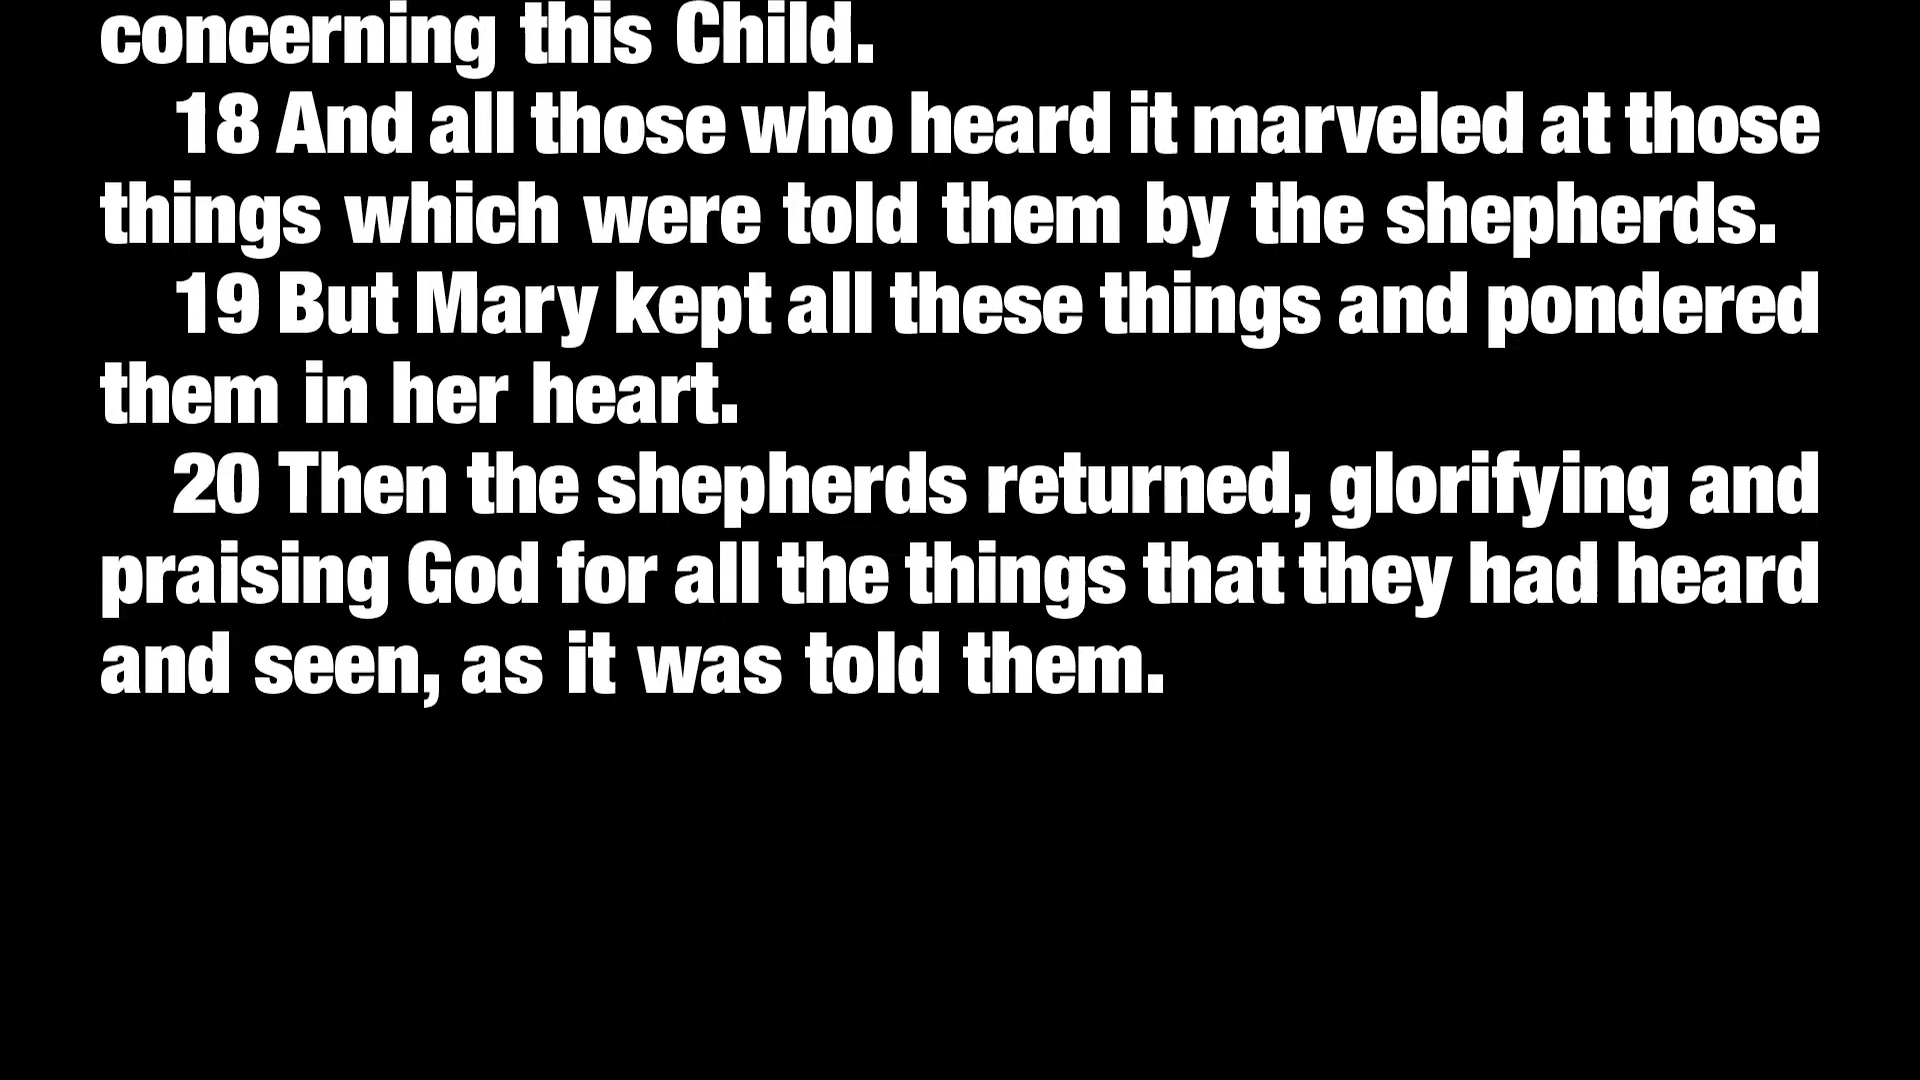 concerning this Child.
18 And all those who heard it marveled at those
things which were told them by the shepherds.
19 But Mary kept all these things and pondered
them in her heart.
20 Then the shepherds returned, glorifying and
praising God for all the things that they had heard
and seen, as it was told them.